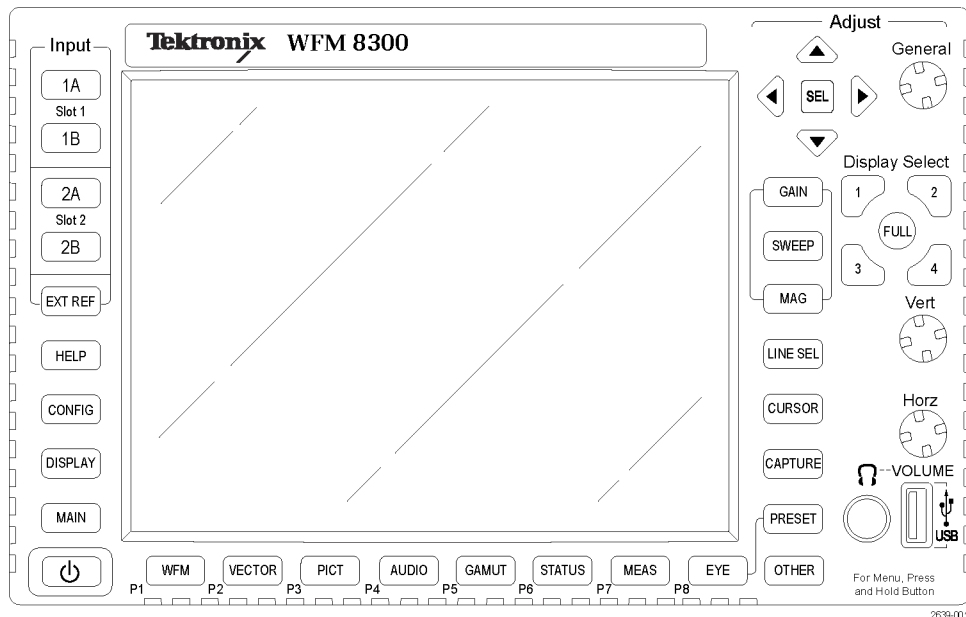 Adjust
Input
Tektronix WFM 8300
General
1A
Slot 1
1B
SEL
Display Select
2A
Slot 2
2B
GAIN
1
2
FULL
SWEEP
3
4
EXT REF
MAG
Vert
HELP
LINE SEL
CONFIG
CURSOR
Horz
DISPLAY
CAPTURE
VOLUME
MAIN
PRESET
USB
WFM
VECTOR
PICT
AUDIO
GAMUT
STATUS
MEAS
EYE
OTHER
P1
P2
P3
P4
P5
P6
P7
P8
For Menu, Press
and Hold Button